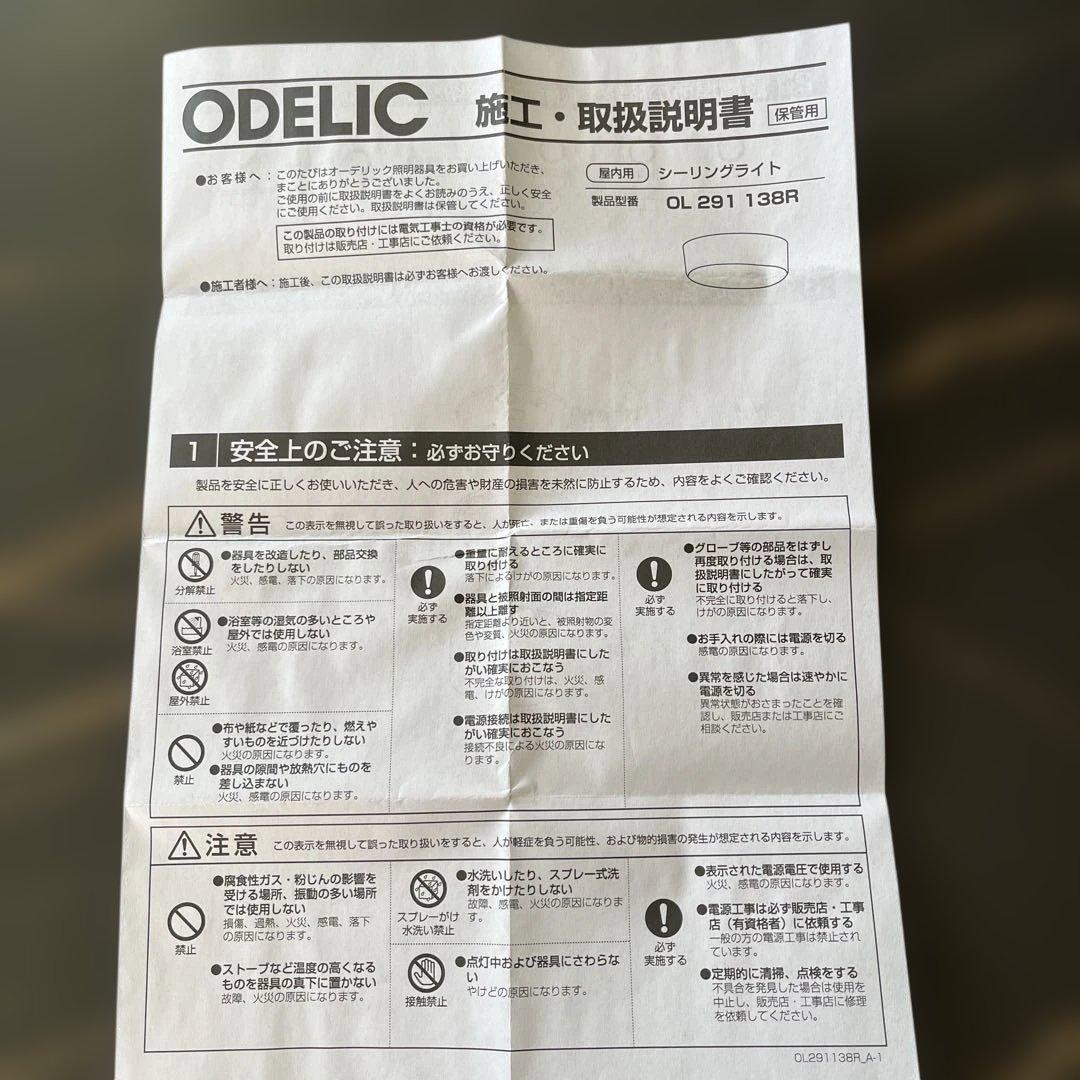 ODELIC 施工・取扱説明書 保管用
●お客様へ：このたびはオーデリック照明器具をお買い上げいただき、
まことにありがとうございました。
ご使用の前に取扱説明書をよくお読みのうえ、正しく安全
にご使用ください。取扱説明書は保管してください。
この製品の取り付けには電気工事士の資格が必要です。
取り付けは販売店・工事店にご依頼ください。
●施工者様へ：施工後、この取扱説明書は必ずお客様へお渡しください。
屋内用 シーリングライト
製品型番 OL 291 138R
1 安全上のご注意：必ずお守りください
製品を安全に正しくお使いいただき、人への危害や財産の損害を未然に防止するため、内容をよくご確認ください。
警告 この表示を無視して誤った取り扱いをすると、人が死亡、または重傷を負う可能性が想定される内容を示します。
分解禁止
●器具を改造したり、部品交換
をしたりしない
火災、感電、落下の原因になります。
浴室禁止
屋外禁止
●浴室等の湿気の多いところや
屋外では使用しない
火災、感電の原因になります。
禁止
●布や紙などで覆ったり、燃えや
すいものを近づけたりしない
火災の原因になります。
●器具の隙間や放熱穴にものを
差し込まない
火災、感電の原因になります。
必ず
実施する
●重量に耐えるところに確実に
取り付ける
落下によるけがの原因になります。
●器具と被照射面の間は指定距
離以上離す
指定距離より近いと、被照射物の変
色や変質、火災の原因になります。
●取り付けは取扱説明書にした
がい確実におこなう
不完全な取り付けは、火災、感
電、けがの原因になります。
●電源接続は取扱説明書にした
がい確実におこなう
接続不良による火災の原因にな
ります。
必ず
実施する
●グローブ等の部品をはずし
再度取り付ける場合は、取
扱説明書にしたがって確実
に取り付ける
不完全に取り付けると落下し、
けがの原因になります。
●お手入れの際には電源を切る
感電の原因になります。
●異常を感じた場合は速やかに
電源を切る
異常状態がおさまったことを確
認し、販売店または工事店にご
相談ください。
注意 この表示を無視して誤った取り扱いをすると、人が軽症を負う可能性、および物的損害の発生が想定される内容を示します。
禁止
●腐食性ガス・粉じんの影響を
受ける場所、振動の多い場所
では使用しない
損傷、過熱、火災、感電、落下
の原因になります。
●ストーブなど温度の高くなる
ものを器具の真下に置かない
故障、火災の原因になります。
スプレーがけ
水洗い禁止
●水洗いしたり、スプレー式洗
剤をかけたりしない
故障、感電、火災の原因になりま
す。
接触禁止
●点灯中および器具にさわらな
い
やけどの原因になります。
必ず
実施する
●表示された電源電圧で使用する
火災、感電の原因になります。
●電源工事は必ず販売店・工事
店（有資格者）に依頼する
一般の方の電源工事は禁止され
ています。
●定期的に清掃、点検をする
不具合を発見した場合は使用を
中止し、販売店・工事店に修理
を依頼してください。
OL291138R_A-1